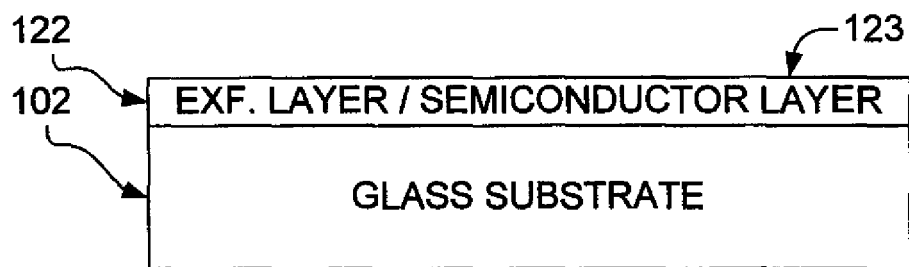 122
123
102
EXF. LAYER / SEMICONDUCTOR LAYER
GLASS SUBSTRATE